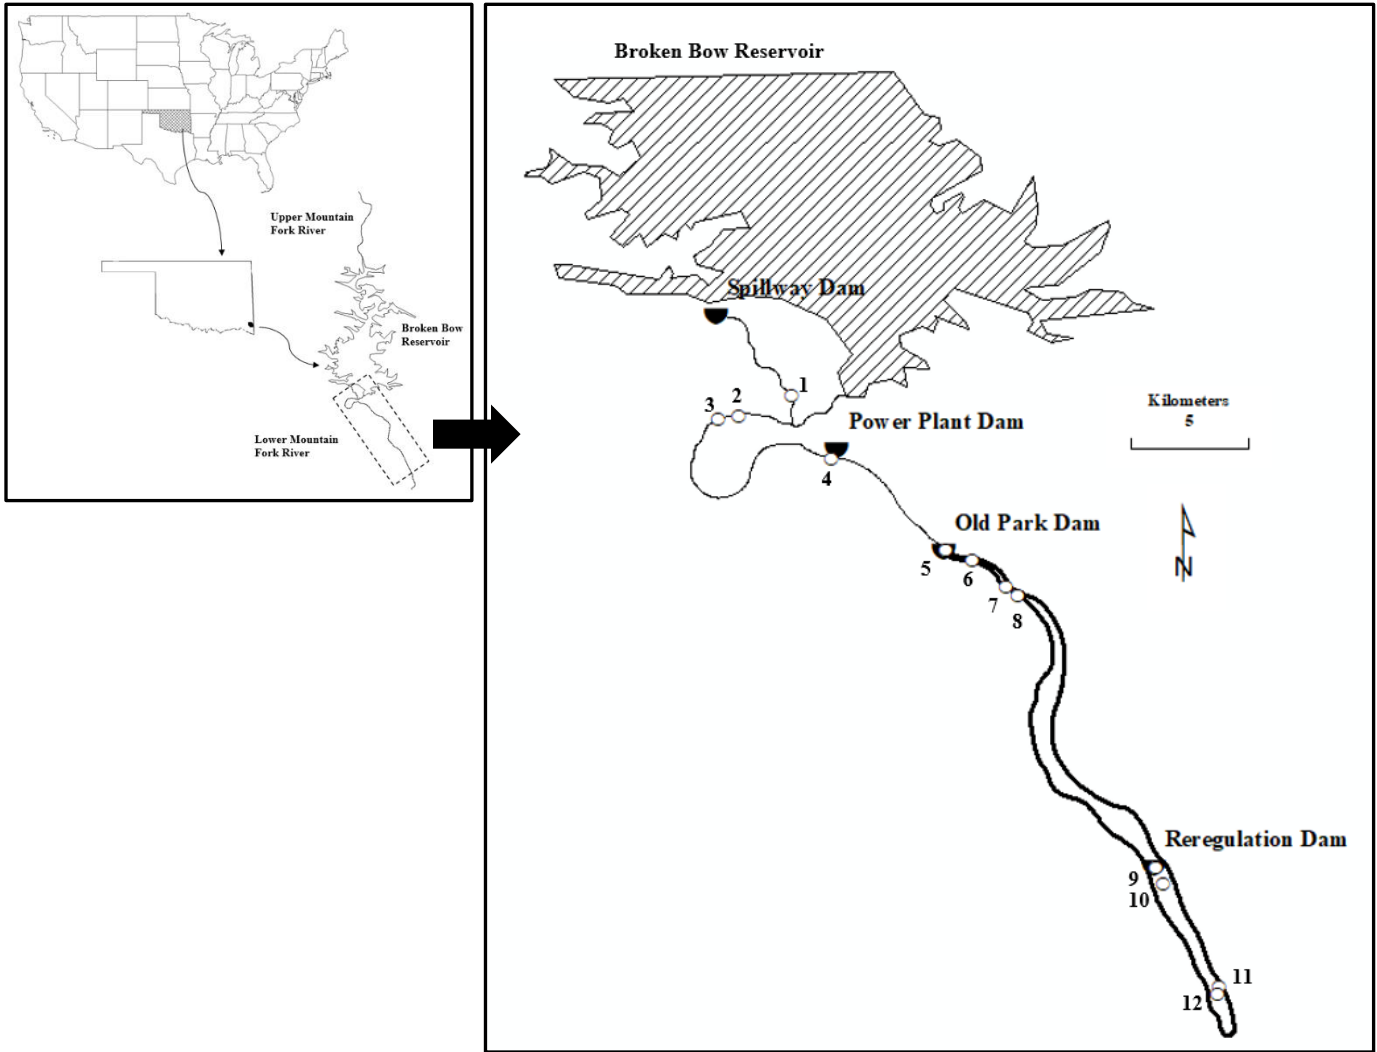 Upper Mountain
Fork River
Broken Bow
Reservoir
Lower Mountain
Fork River
Broken Bow Reservoir
Spillway Dam
1
2
3
Power Plant Dam
4
Kilometers
5
N
Old Park Dam
5
6
7
8
Reregulation Dam
9
10
11
12